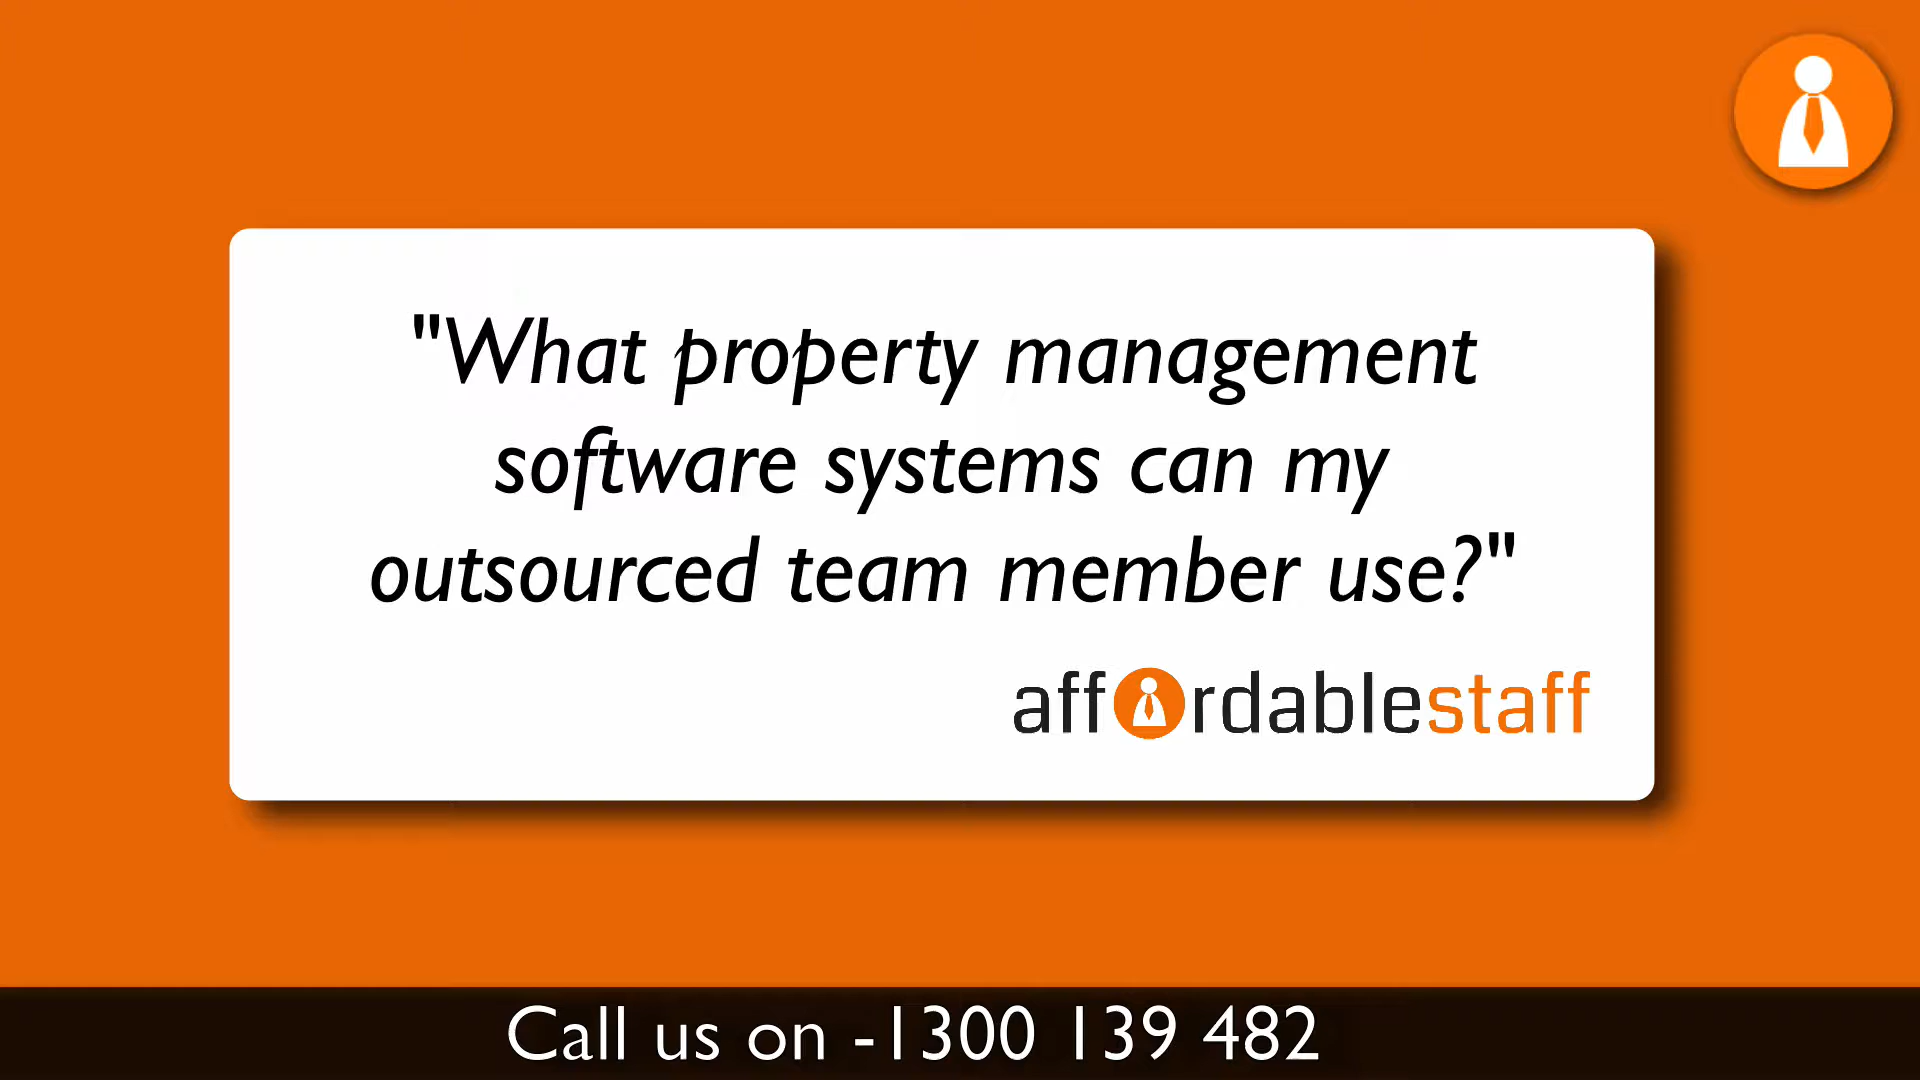 "What property management
software systems can my
outsourced team member use?"
affordablestaff
Call us on -1300 139 482